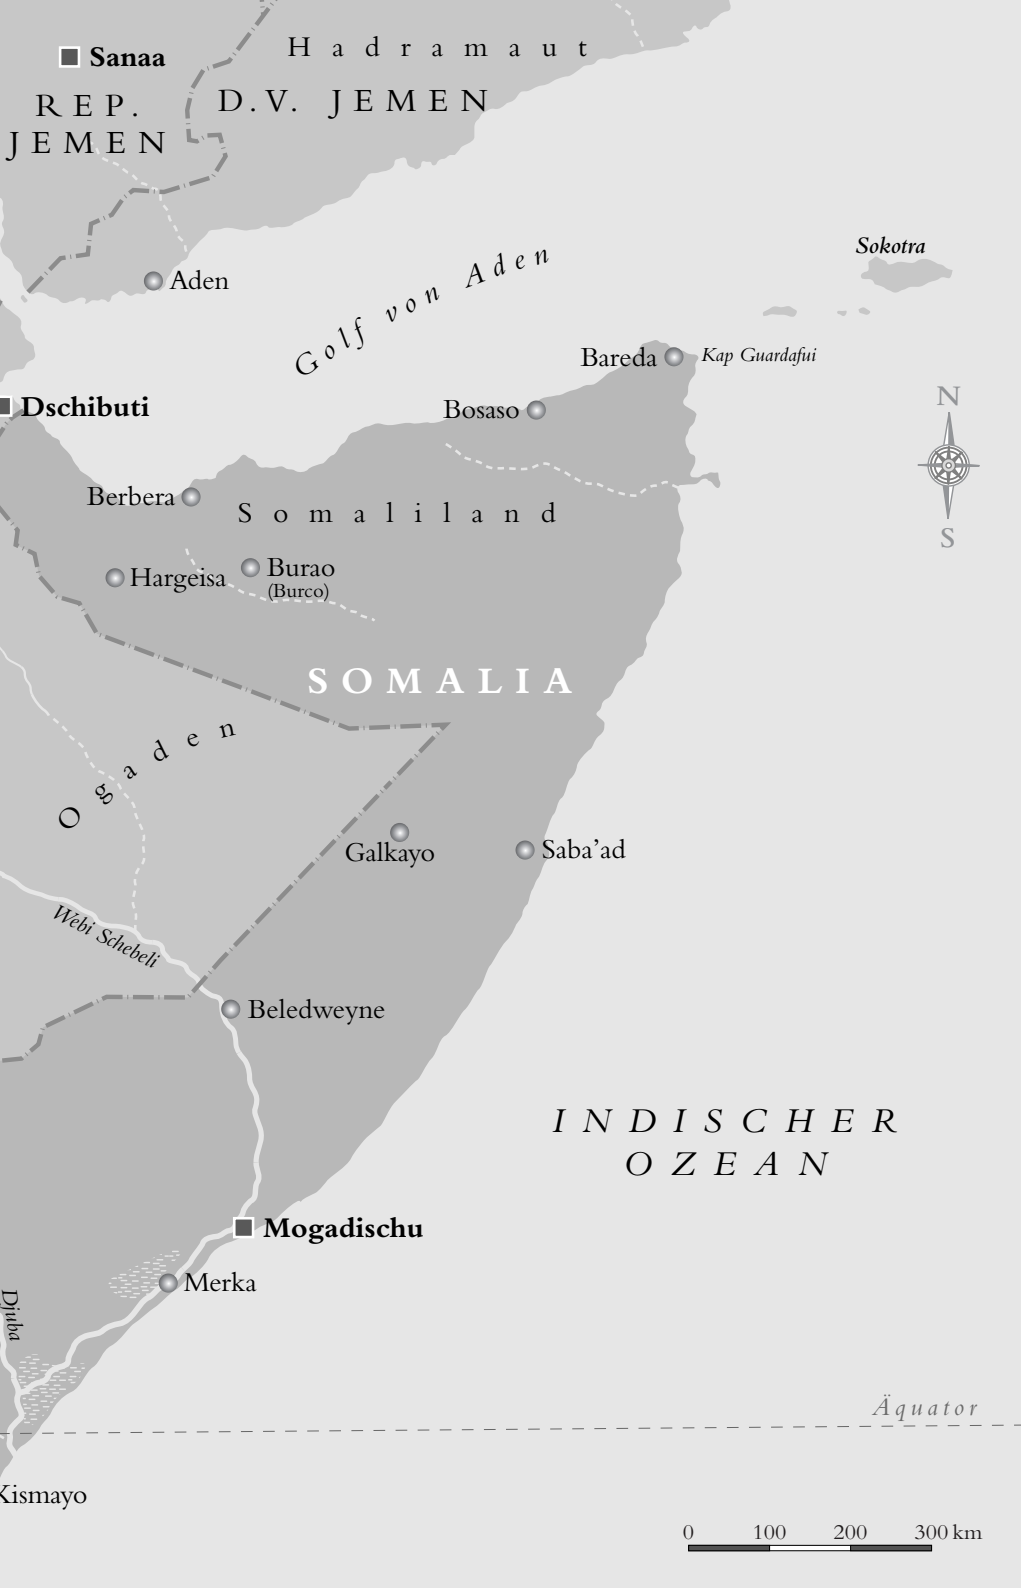 Hadramaut
Sanaa
REP.
JEMEN
D.V. JEMEN
Sokotra
Aden
Golf von Aden
Bareda
Kap Guardafui
Dschibuti
Bosaso
N
S
Berbera
Somaliland
Hargeisa
Burao
(Burco)
SOMALIA
Ogaden
Galkayo
Saba’ad
Webi Schebeli
Beledweyne
INDISCHER
OZEAN
Mogadischu
Merka
Djuba
Äquator
Kismayo
0 100 200 300 km